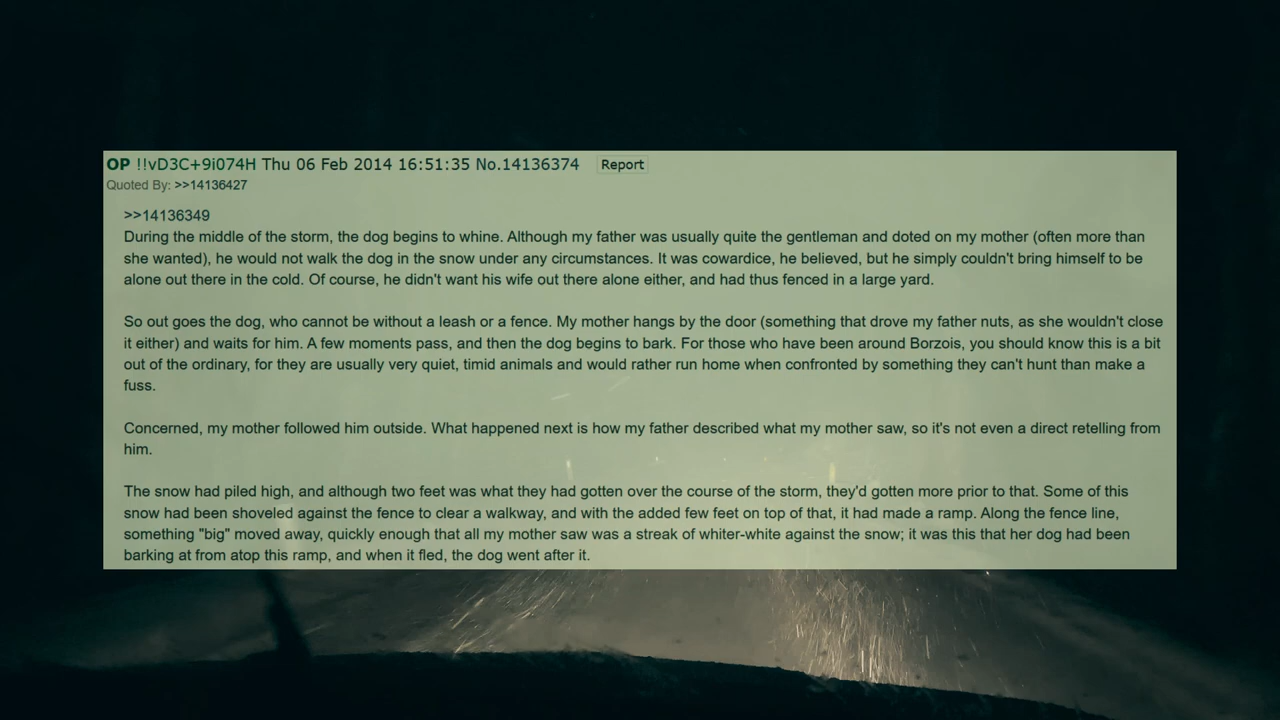 OP !!vD3C+9i074H Thu 06 Feb 2014 16:51:35 No.14136374 Report
Quoted By: >>14136427
>>14136349
During the middle of the storm, the dog begins to whine. Although my father was usually quite the gentleman and doted on my mother (often more than
she wanted), he would not walk the dog in the snow under any circumstances. It was cowardice, he believed, but he simply couldn't bring himself to be
alone out there in the cold. Of course, he didn't want his wife out there alone either, and had thus fenced in a large yard.
So out goes the dog, who cannot be without a leash or a fence. My mother hangs by the door (something that drove my father nuts, as she wouldn't close
it either) and waits for him. A few moments pass, and then the dog begins to bark. For those who have been around Borzois, you should know this is a bit
out of the ordinary, for they are usually very quiet, timid animals and would rather run home when confronted by something they can't hunt than make a
fuss.
Concerned, my mother followed him outside. What happened next is how my father described what my mother saw, so it's not even a direct retelling from
him.
The snow had piled high, and although two feet was what they had gotten over the course of the storm, they'd gotten more prior to that. Some of this
snow had been shoveled against the fence to clear a walkway, and with the added few feet on top of that, it had made a ramp. Along the fence line,
something "big" moved away, quickly enough that all my mother saw was a streak of whiter-white against the snow; it was this that her dog had been
barking at from atop this ramp, and when it fled, the dog went after it.